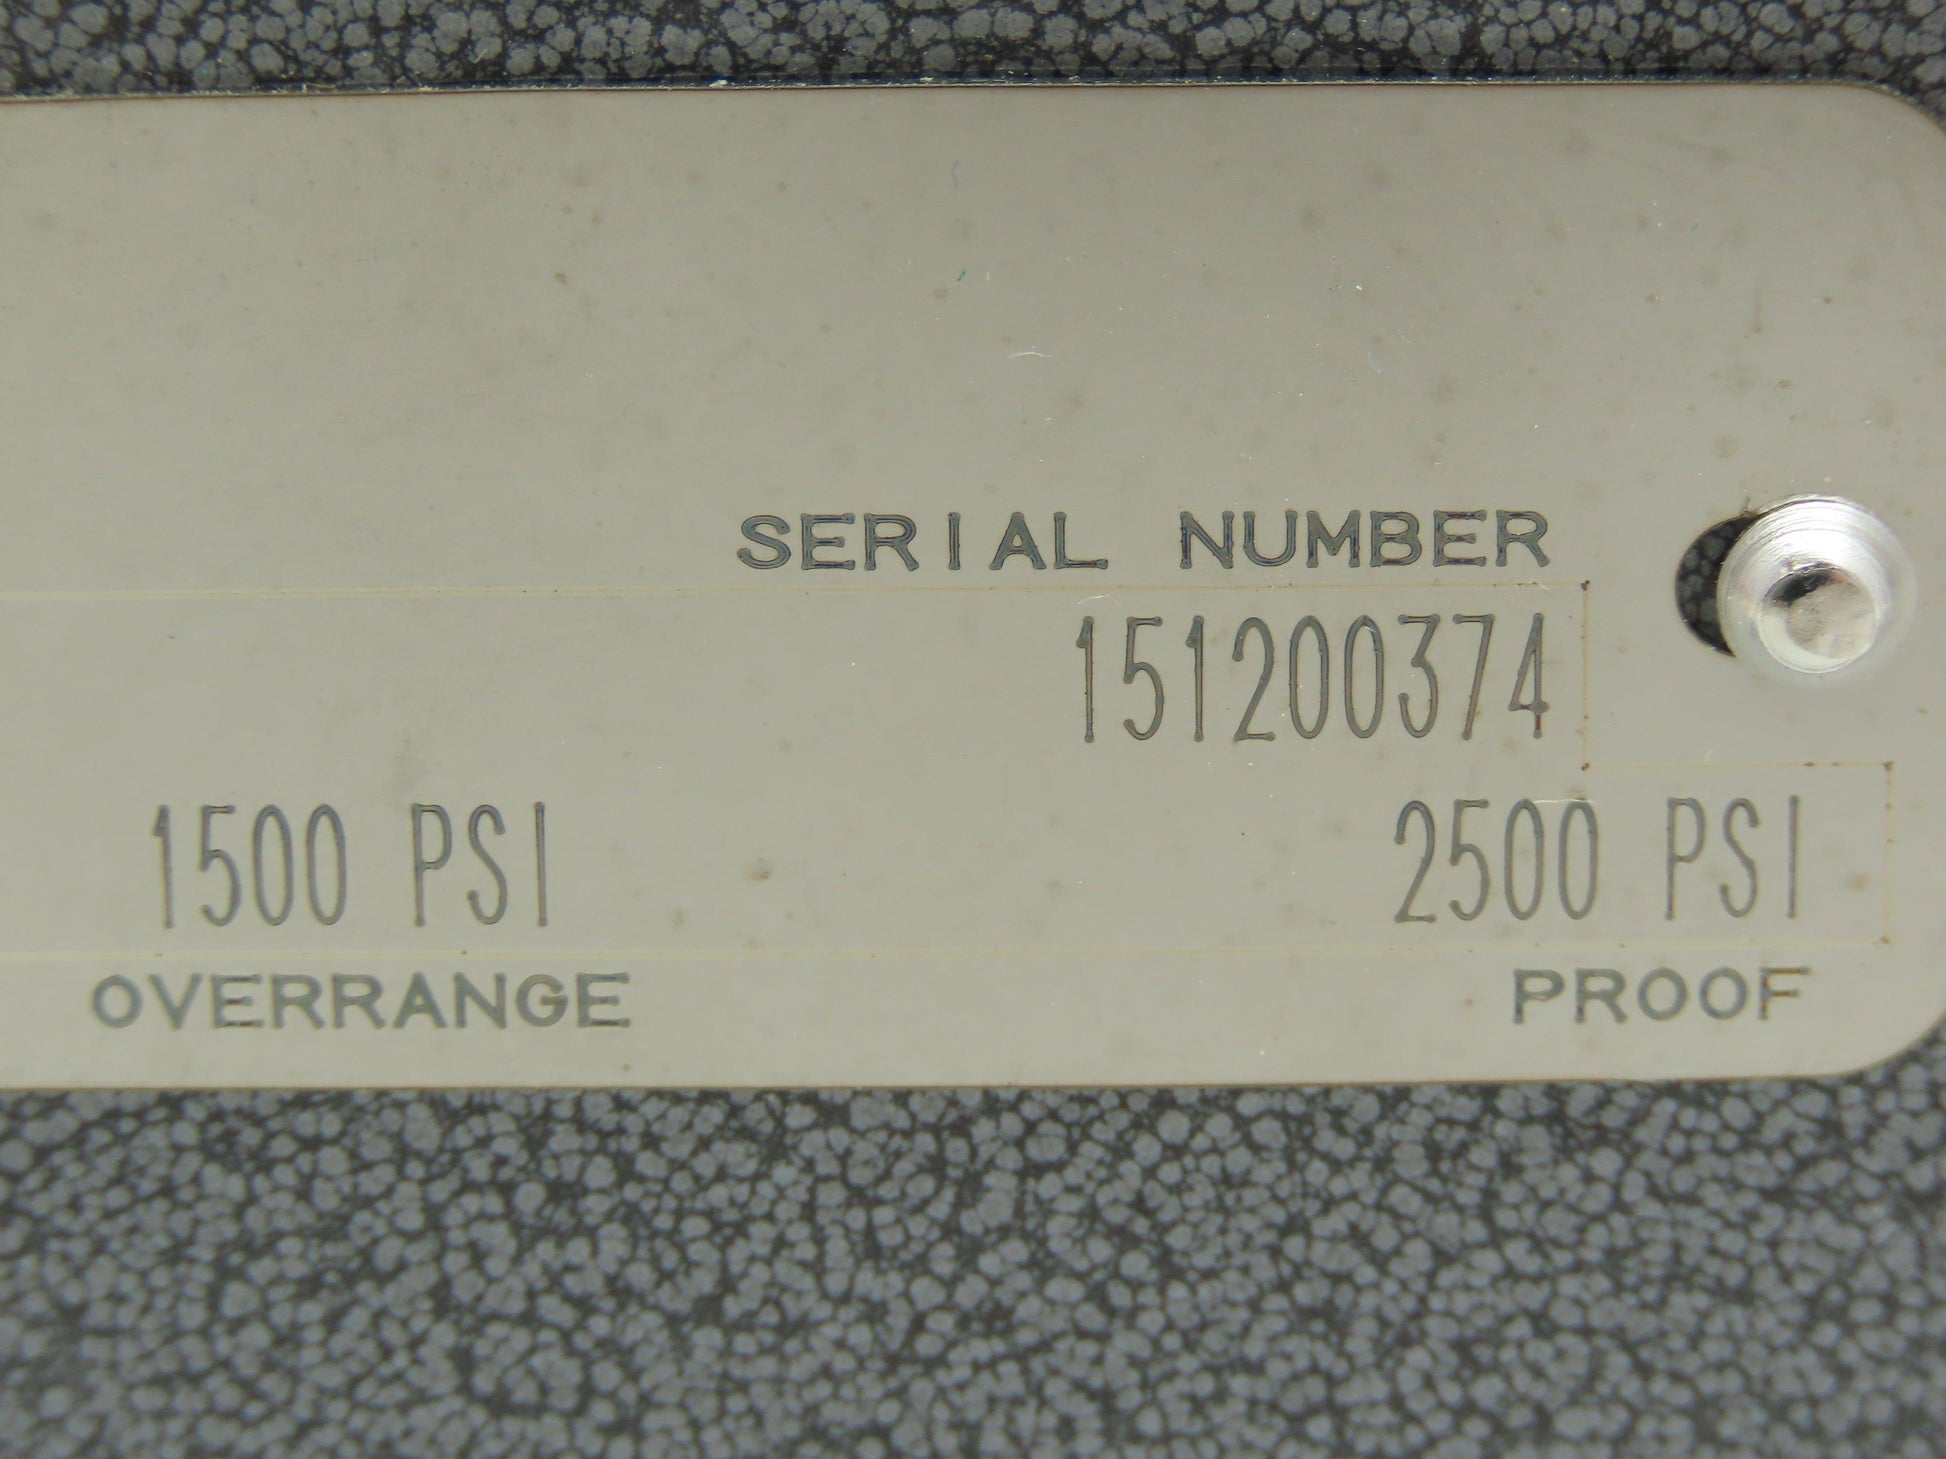 SERIAL NUMBER
151200374
1500 PSI 2500 PSI
OVERRANGE PROOF